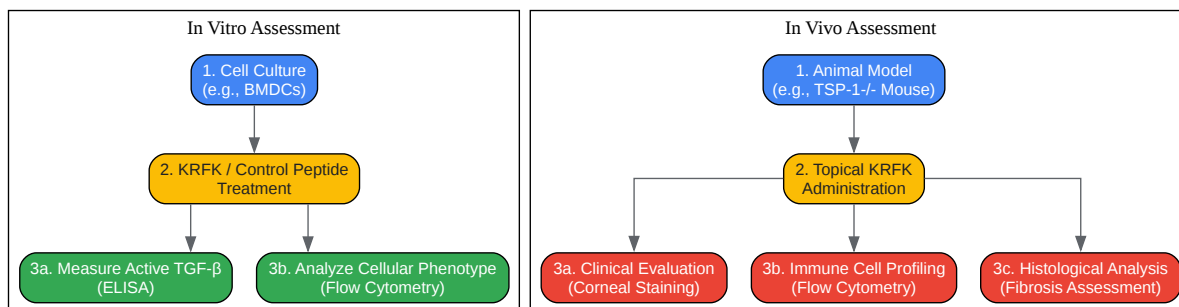 In Vitro Assessment
1. Cell Culture
(e.g., BMDCs)
2. KRFK / Control Peptide
Treatment
3a. Measure Active TGF-β
(ELISA)
3b. Analyze Cellular Phenotype
(Flow Cytometry)
In Vivo Assessment
1. Animal Model
(e.g., TSP-1-/- Mouse)
2. Topical KRFK
Administration
3a. Clinical Evaluation
(Corneal Staining)
3b. Immune Cell Profiling
(Flow Cytometry)
3c. Histological Analysis
(Fibrosis Assessment)